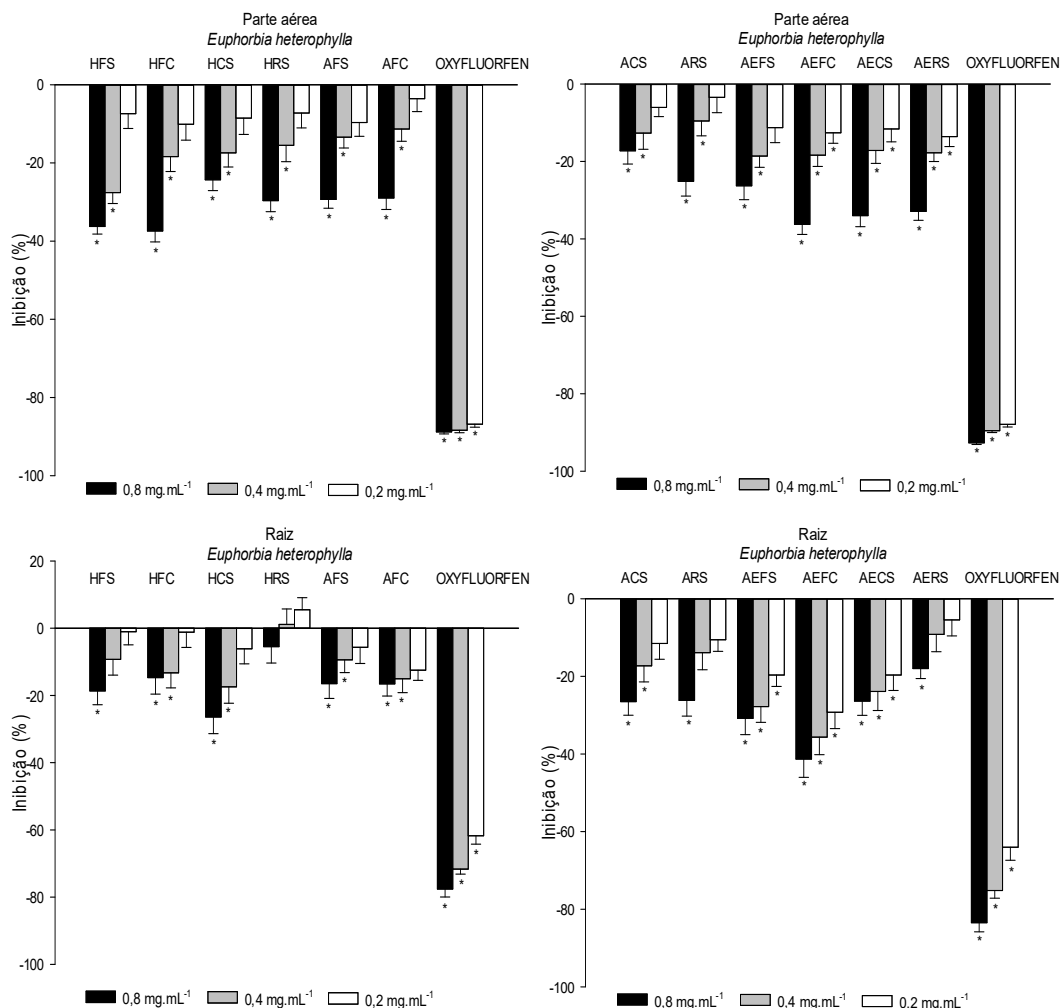 Parte aérea
Euphorbia heterophylla
HFS HFC HCS HRS AFS AFC OXYFLUORFEN
0
-20
-40
-60
-80
-100
Inibição (%)
* * * * * * * * * * * * * *
0,8 mg.mL⁻¹ 0,4 mg.mL⁻¹ 0,2 mg.mL⁻¹
Parte aérea
Euphorbia heterophylla
ACS ARS AEFS AEFC AECS AERS OXYFLUORFEN
0
-20
-40
-60
-80
-100
Inibição (%)
* * * * * * * * * * * * * * * * * *
0,8 mg.mL⁻¹ 0,4 mg.mL⁻¹ 0,2 mg.mL⁻¹
Raiz
Euphorbia heterophylla
HFS HFC HCS HRS AFS AFC OXYFLUORFEN
20
0
-20
-40
-60
-80
-100
Inibição (%)
* * * * * * * * * * * *
0,8 mg.mL⁻¹ 0,4 mg.mL⁻¹ 0,2 mg.mL⁻¹
Raiz
Euphorbia heterophylla
ACS ARS AEFS AEFC AECS AERS OXYFLUORFEN
0
-20
-40
-60
-80
-100
Inibição (%)
* * * * * * * * * * * * * * * *
0,8 mg.mL⁻¹ 0,4 mg.mL⁻¹ 0,2 mg.mL⁻¹